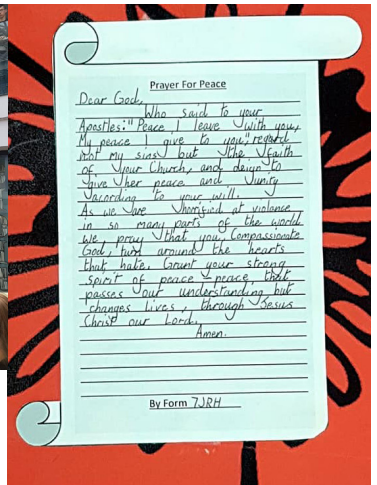 Prayer For Peace
Dear God,
Who said to your
Apostles:" Peace I leave with you,
My peace I give to you," regard
not my sins but the faith
of your Church, and deign to
give her peace and unity
acording to your will.
As we are horified at violence
in so many parts of the world
we pray that you, Compassionate
God, turn around the hearts
that hate. Grant your strong
spirit of peace - peace that
passes our understanding but
changes lives, through Jesus
Christ our Lord.
Amen.
By Form 7JRH